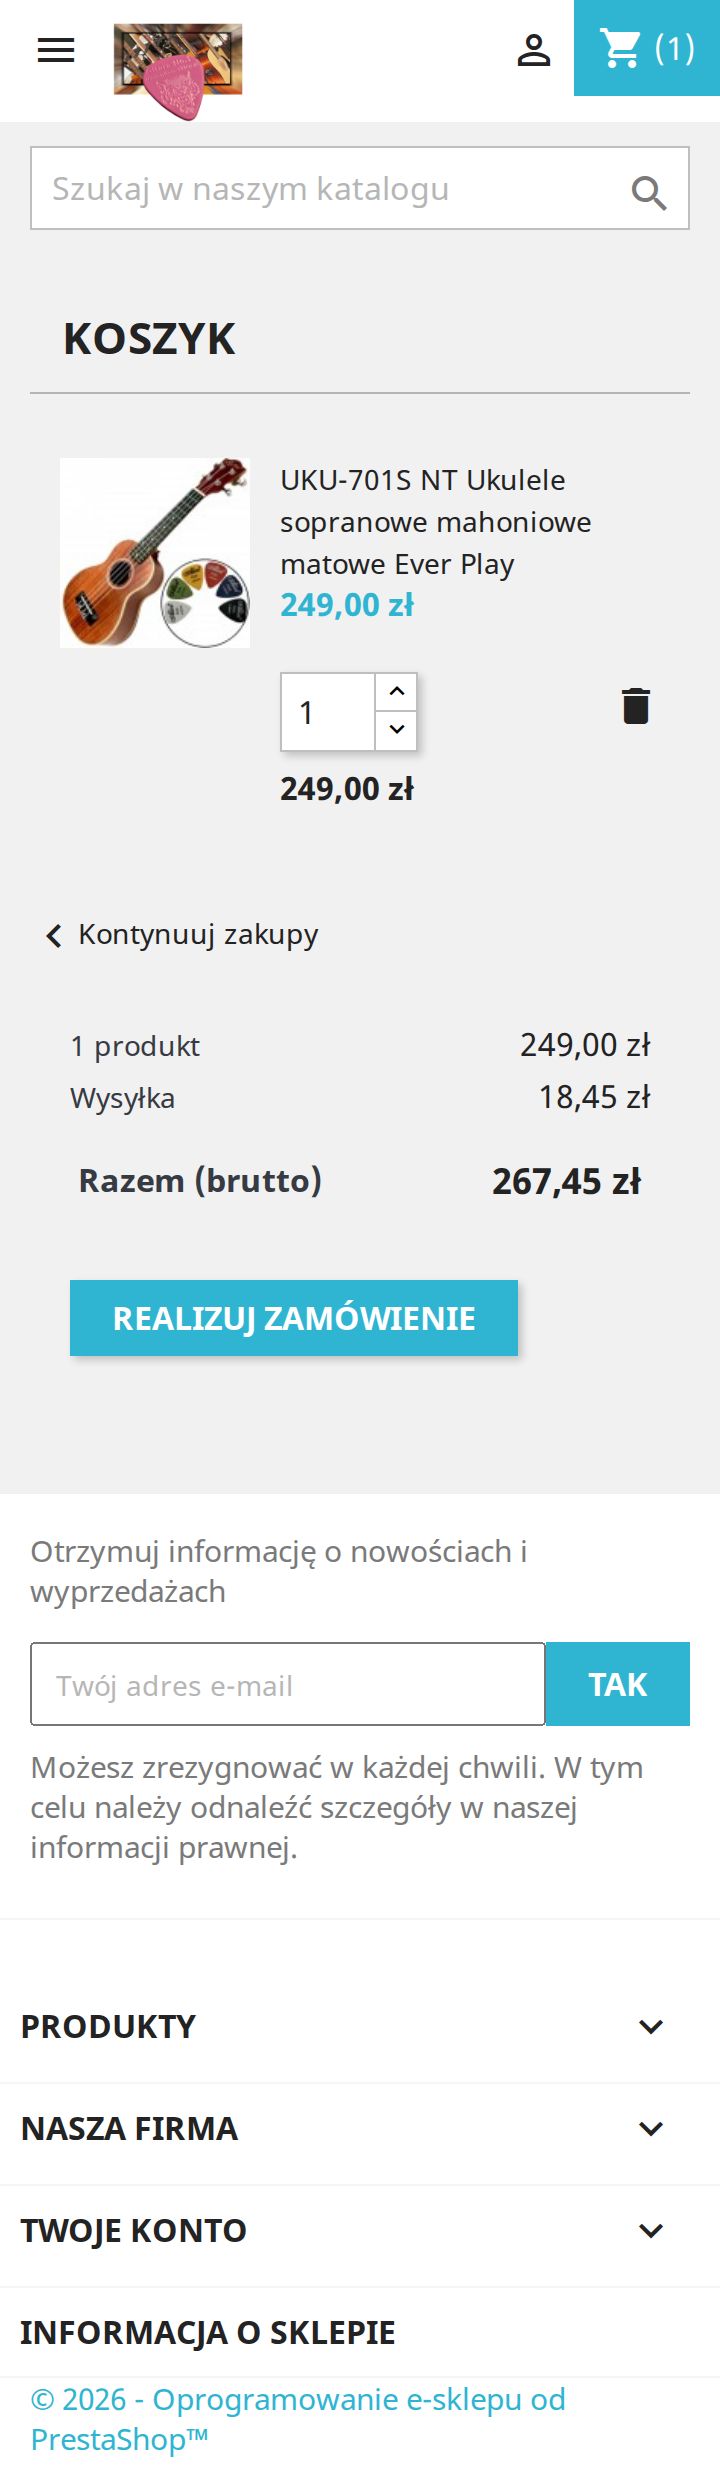 (1)
Szukaj w naszym katalogu
KOSZYK
UKU-701S NT Ukulele
sopranowe mahoniowe
matowe Ever Play
249,00 zł
1
249,00 zł
Kontynuuj zakupy
1 produkt 249,00 zł
Wysyłka 18,45 zł
Razem (brutto) 267,45 zł
REALIZUJ ZAMÓWIENIE
Otrzymuj informację o nowościach i
wyprzedażach
Twój adres e-mail TAK
Możesz zrezygnować w każdej chwili. W tym
celu należy odnaleźć szczegóły w naszej
informacji prawnej.
PRODUKTY
NASZA FIRMA
TWOJE KONTO
INFORMACJA O SKLEPIE
© 2026 - Oprogramowanie e-sklepu od
PrestaShop™